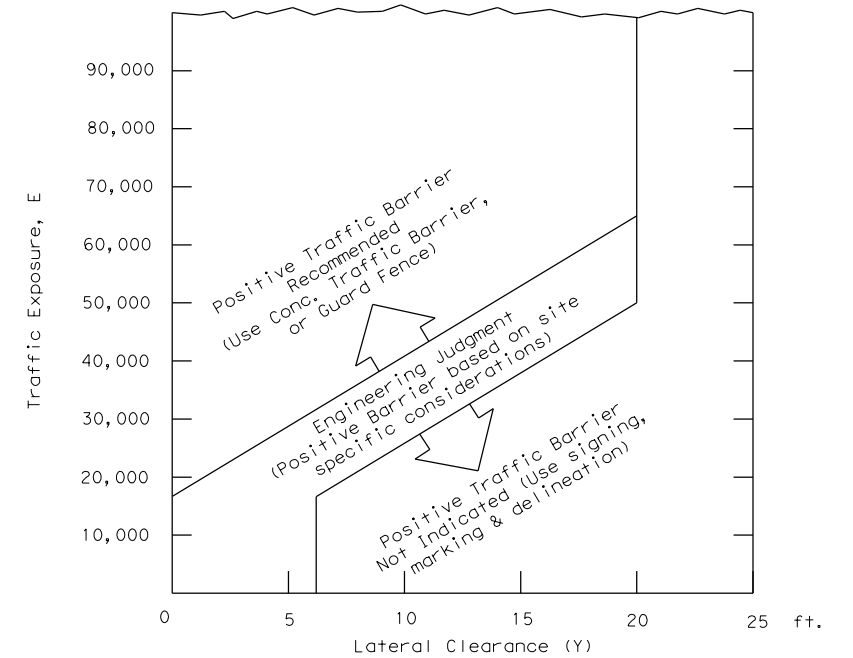 90,000
80,000
70,000
60,000
50,000
40,000
30,000
20,000
10,000
Traffic Exposure, E
Positive Traffic Barrier
Recommended
(Use Conc. Traffic Barrier,
or Guard Fence)
Engineering Judgment
(Positive Barrier based on site
specific considerations)
Positive Traffic Barrier
Not Indicated (Use signing,
marking & delineation)
0 5 10 15 20 25 ft.
Lateral Clearance (Y)